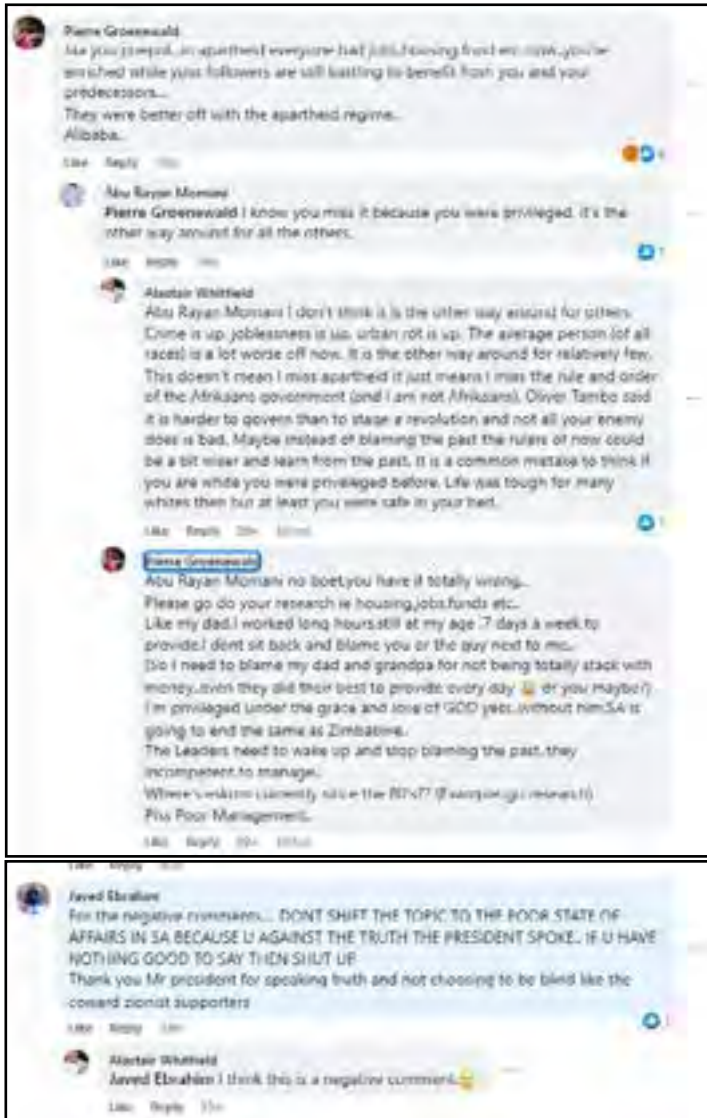 Pierre Groenewald
in apartheid everyone had jobs,housing food etc now..you're
enriched while your followers are still battling to benefit from you and your
predecessors...
They were better off with the apartheid regime..
Alibaba..
Like Reply
Abu Rayan Momani
Pierre Groenewald I know you miss it because you were privileged. It's the
other way around for all the others.
Like Reply
Alastair Whitfield
Abu Rayan Momani I don't think it is the other way around for others.
Crime is up, joblessness is up, urban rot is up. The average person (of all
races) is a lot worse off now. It is the other way around for relatively few.
This doesn't mean I miss apartheid it just means I miss the rule and order
of the Afrikaans government (and I am not Afrikaans). Oliver Tambo said
it is harder to govern than to stage a revolution and not all your enemy
does is bad. Maybe instead of blaming the past the rulers of now could
be a bit wiser and learn from the past. It is a common mistake to think if
you are white you were priveleged before. Life was tough for many
whites then but at least you were safe in your bed.
Like Reply
Pierre Groenewald
Abu Rayan Momani no boet,you have it totally wrong..
Please go do your research ie housing,jobs,funds etc..
Like my dad,I worked long hours,still at my age .7 days a week to
provide.I dont sit back and blame you or the guy next to me..
(So I need to blame my dad and grandpa for not being totally stack with
money..even they did their best to provide every day or you maybe?)
I'm privileged under the grace and love of GOD yess..without him,SA is
going to end the same as Zimbabwe..
The Leaders need to wake up and stop blaming the past..they
incompetent to manage..
Where's eskom currently since the 80's?? (Example,go research)
Piss Poor Management..
Like Reply
Like Reply
Javed Ebrahim
For the negative comments.... DONT SHIFT THE TOPIC TO THE POOR STATE OF
AFFAIRS IN SA BECAUSE U AGAINST THE TRUTH THE PRESIDENT SPOKE.. IF U HAVE
NOTHING GOOD TO SAY THEN SHUT UP
Thank you Mr president for speaking truth and not choosing to be blind like the
coward zionist supporters
Like Reply
Alastair Whitfield
Javed Ebrahim I think this is a negative comment.
Like Reply